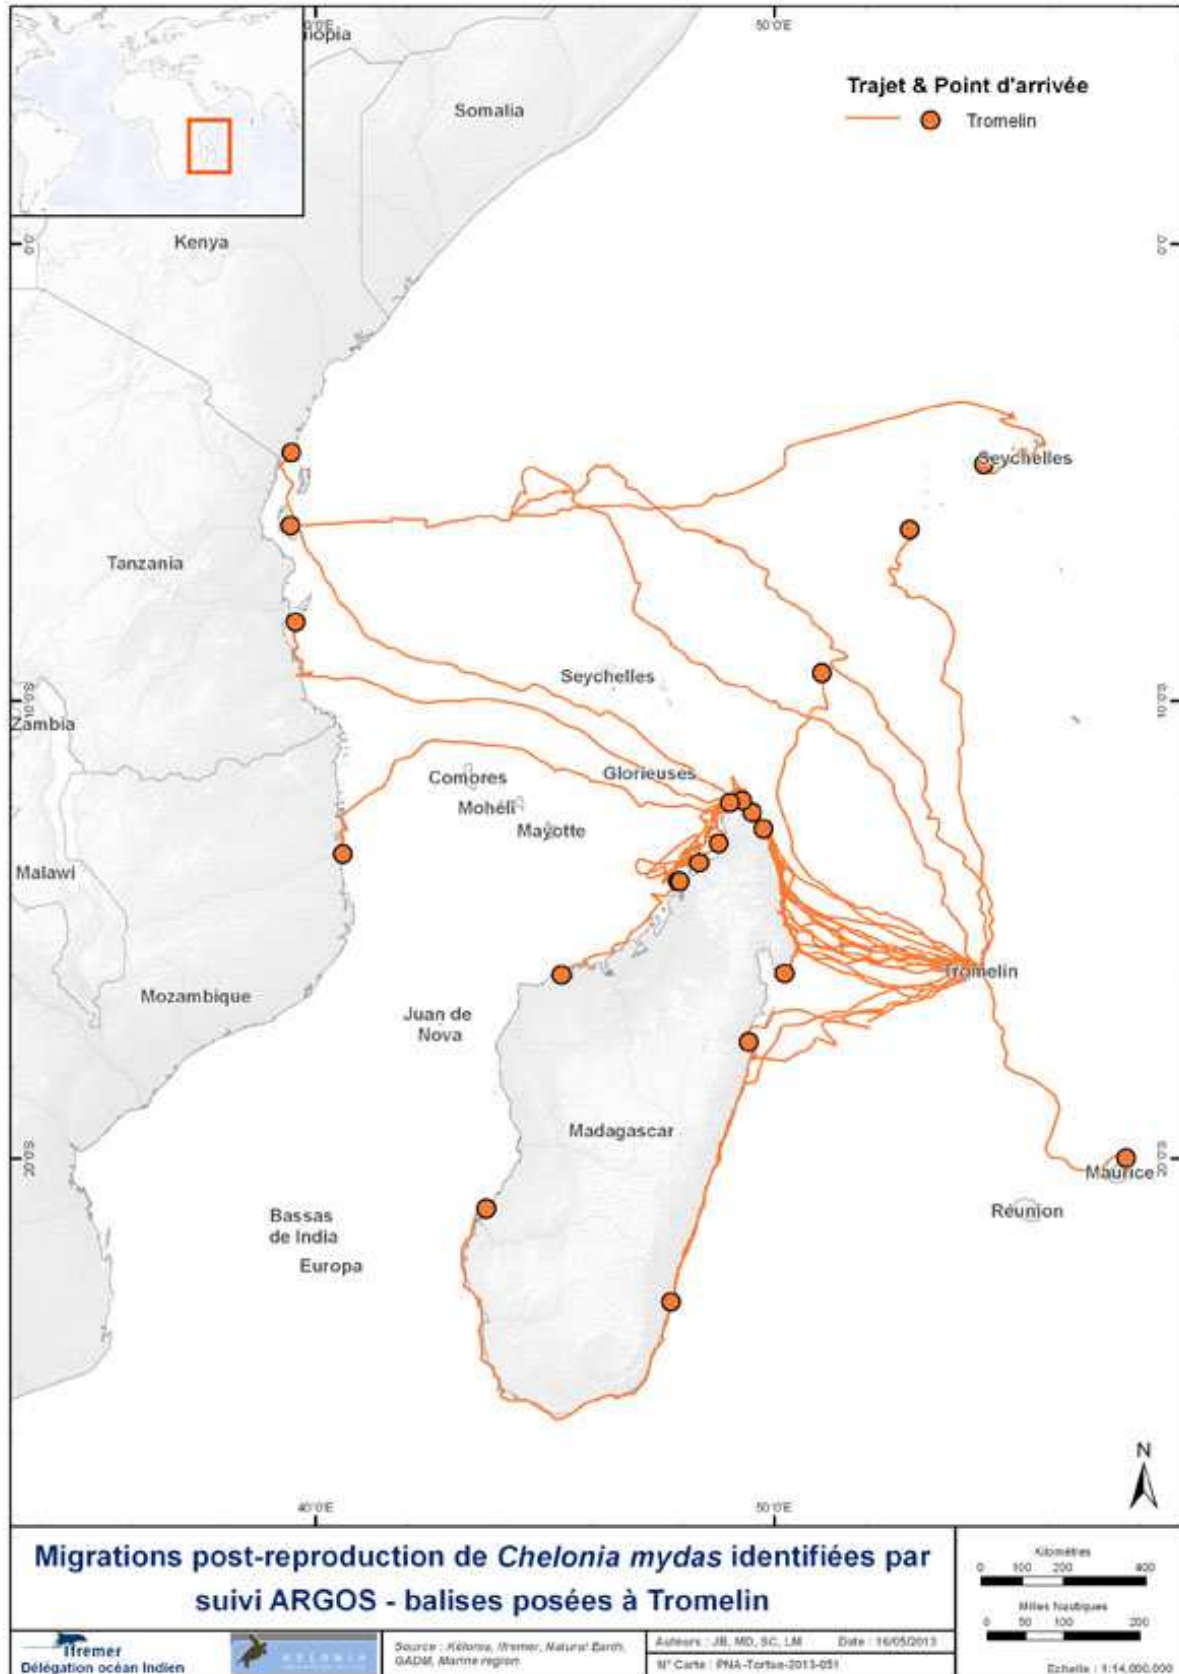 40°0'E
50°0'E
Somalia
Trajet & Point d'arrivée
Tromelin
Kenya
0°0'
0°0'
Seychelles
Tanzania
Seychelles
10°0'S
10°0'S
Zambia
Comores
Glorieuses
Mohéli
Mayotte
Malawi
Tromelin
Mozambique
Juan de
Nova
Madagascar
20°0'S
20°0'S
Maurice
Bassas
de India
Réunion
Europa
N
40°0'E
50°0'E
Migrations post-reproduction de Chelonia mydas identifiées par
suivi ARGOS - balises posées à Tromelin
Kilomètres
0 100 200 400
Milles Nautiques
0 50 100 200
Ifremer
Délégation océan Indien
KELONIA
Source : Kélonia, Ifremer, Natural Earth,
GADM, Marine region
Auteurs : JB, MD, SC, LM
Date : 16/05/2013
N° Carte : PNA-Tortue-2013-051
Echelle : 1:14,000,000